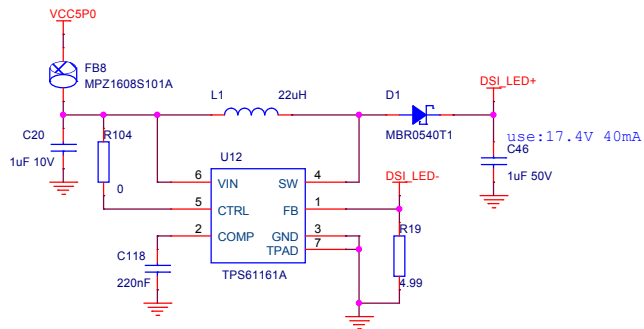 VCC5P0
FB8
MPZ1608S101A
L1
22uH
D1
DSI_LED+
MBR0540T1
use:17.4V 40mA
C20
R104
C46
1uF 10V
1uF 50V
U12
0
6
VIN
SW
4
DSI_LED-
5
CTRL
FB
1
2
COMP
GND
3
R19
TPAD
7
C118
220nF
TPS61161A
4.99